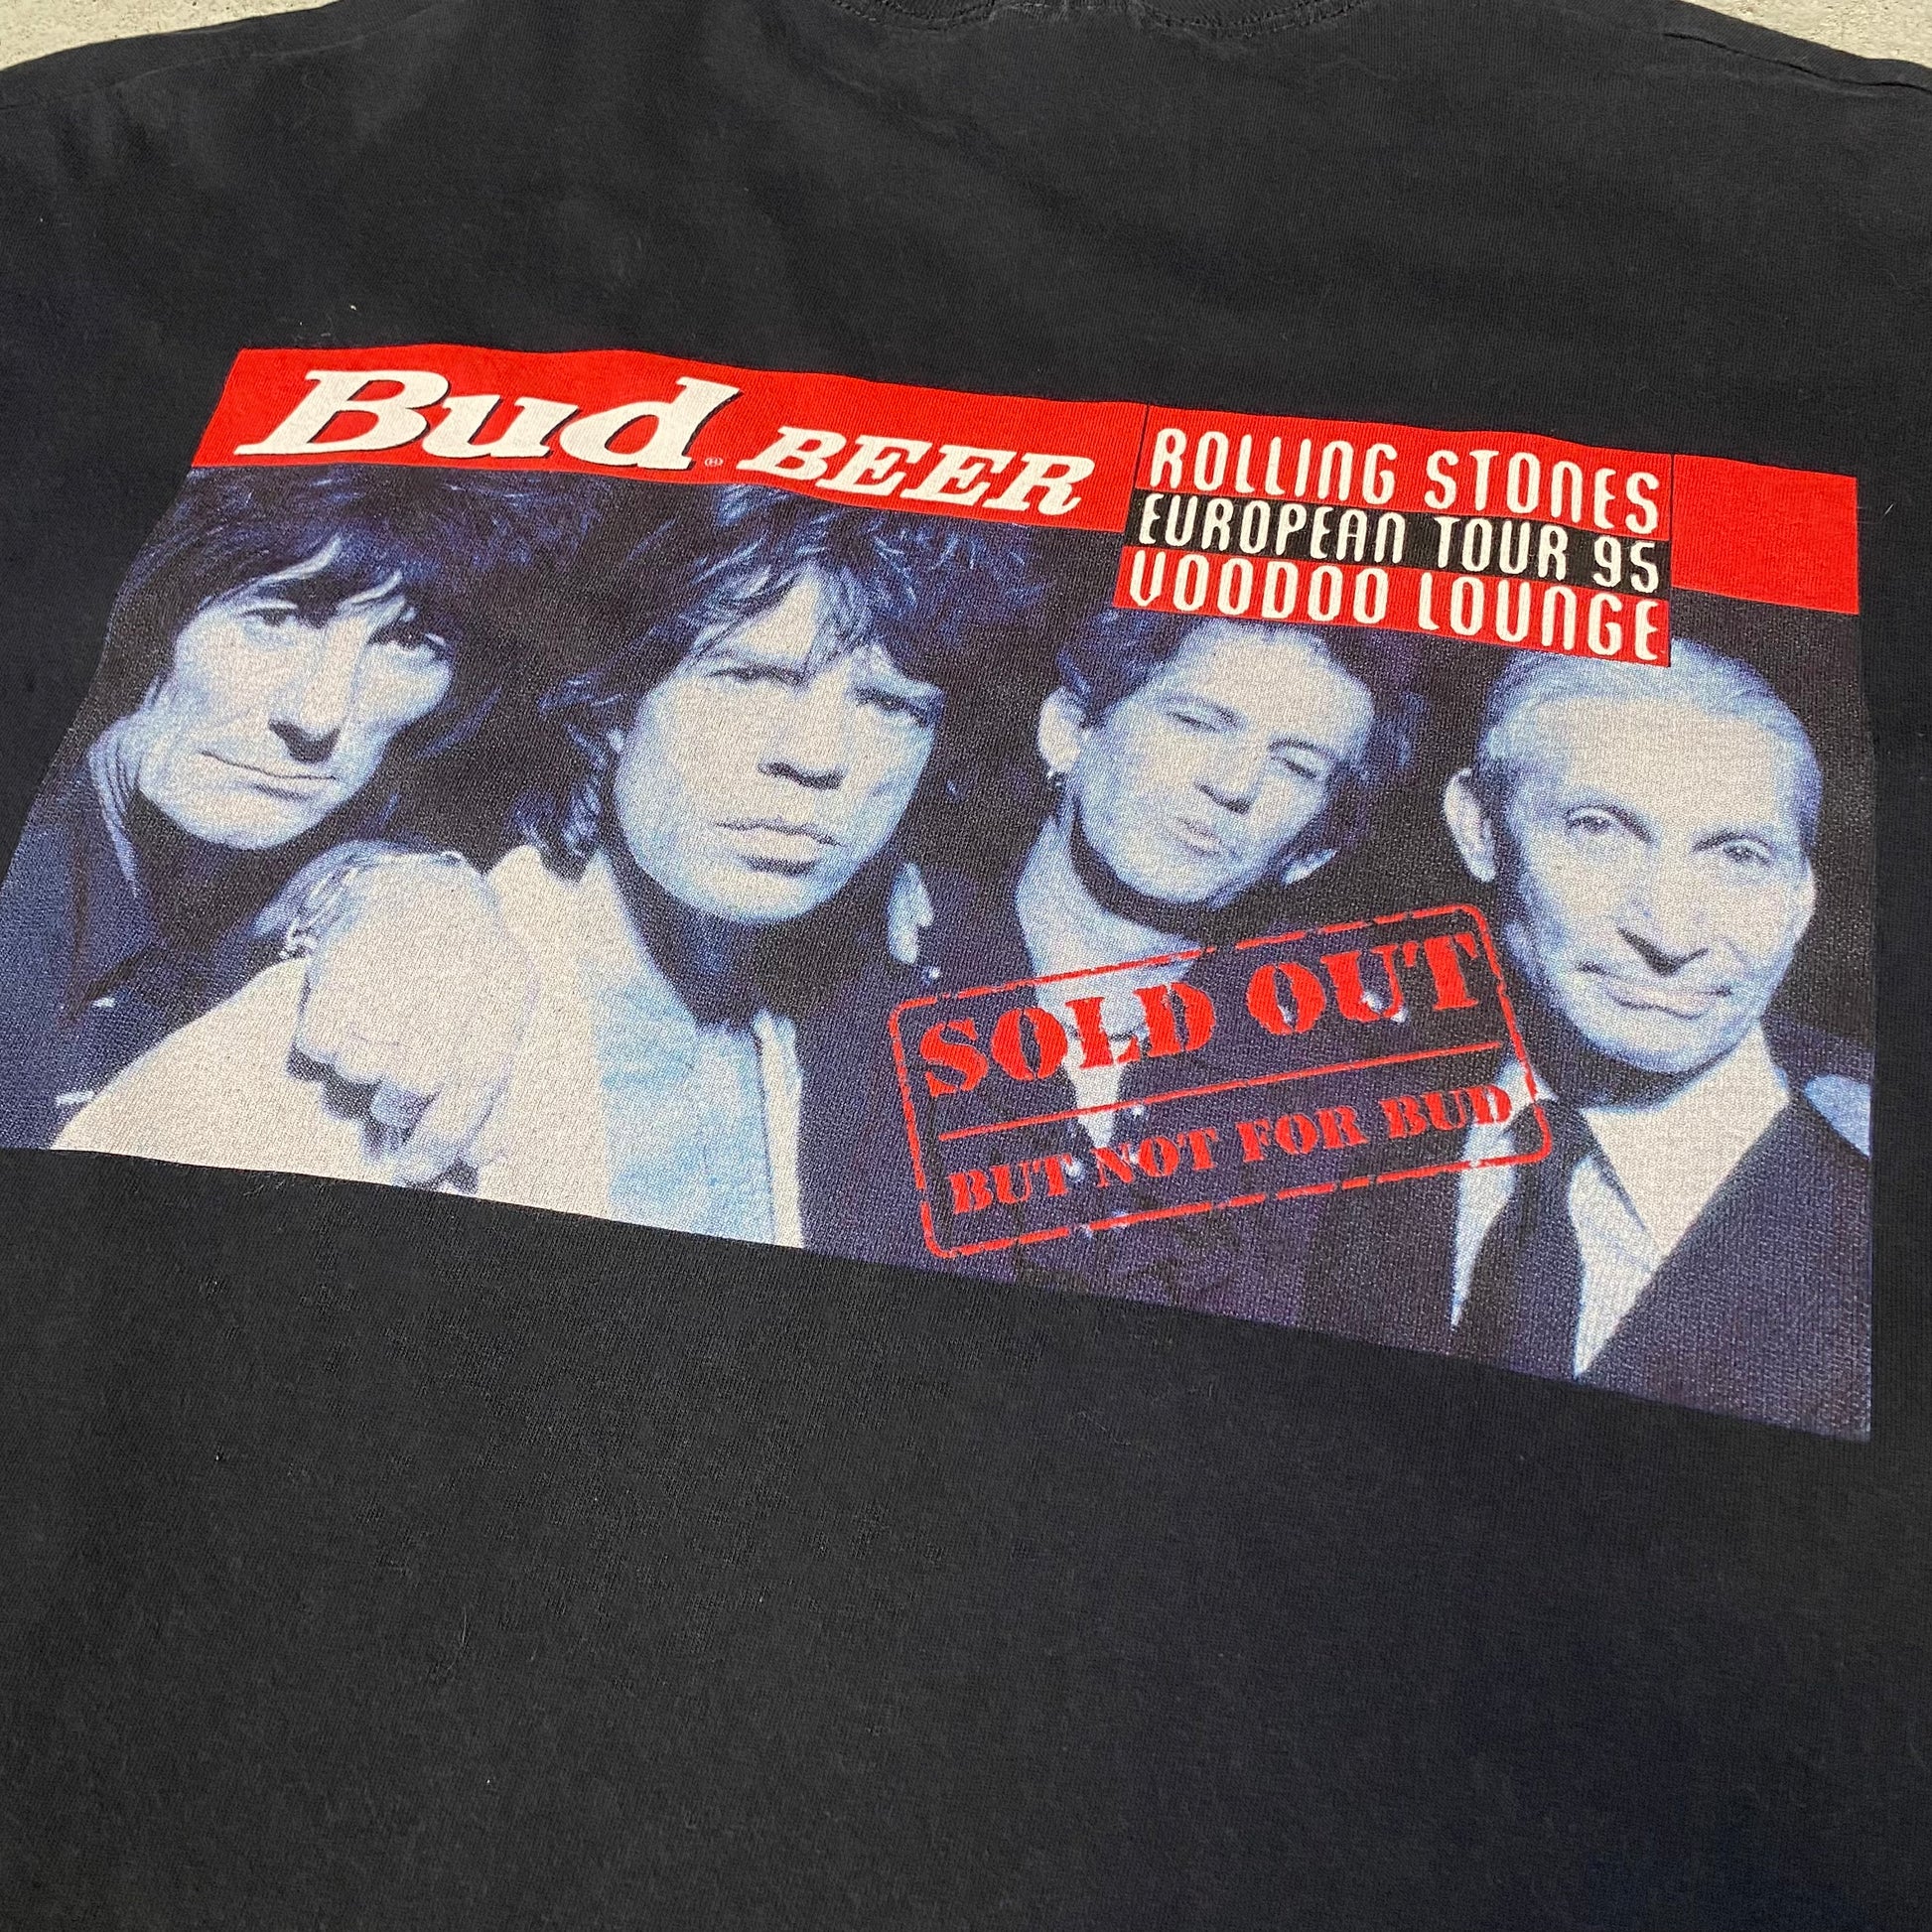 Bud® BEER
ROLLING STONES
EUROPEAN TOUR 95
VOODOO LOUNGE
SOLD OUT
BUT NOT FOR BUD